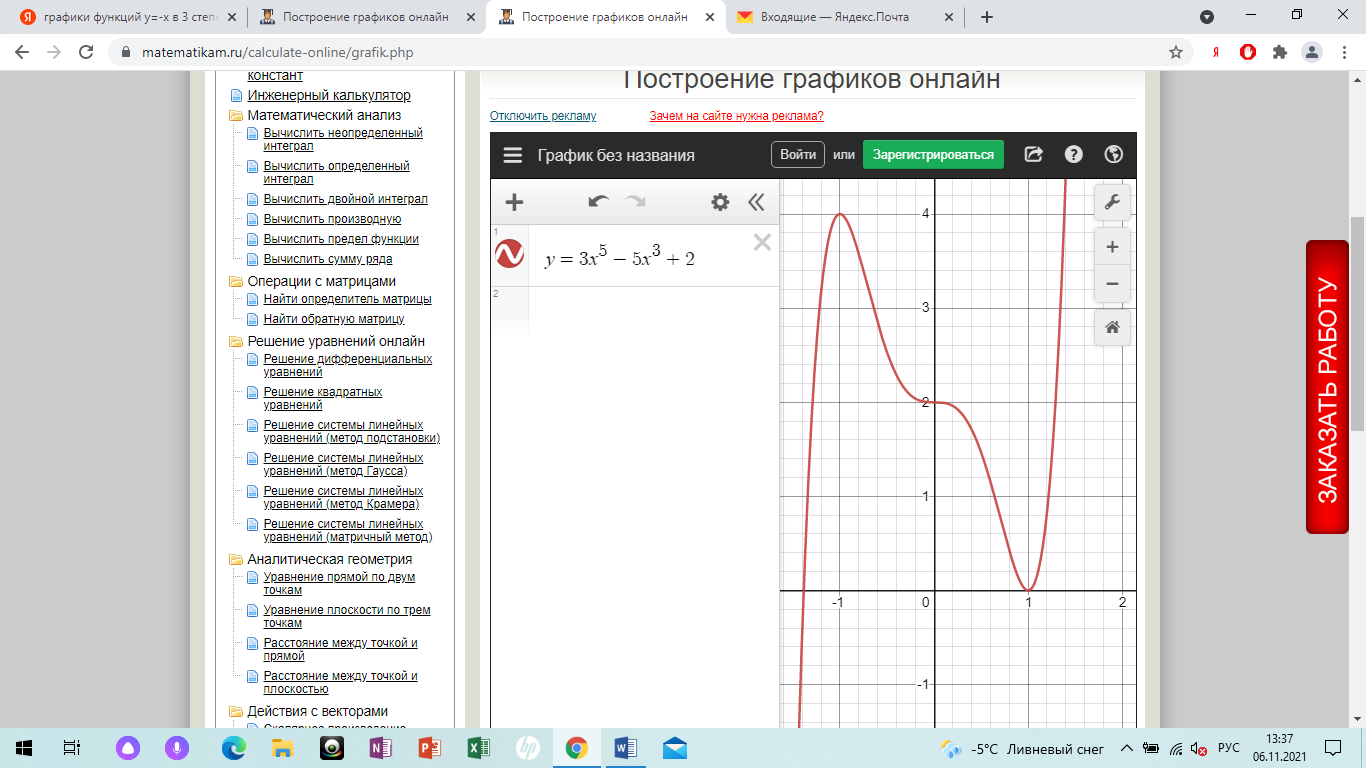 графики функций y=-x в 3 степе
Построение графиков онлайн
Построение графиков онлайн
Входящие — Яндекс.Почта
matematikam.ru/calculate-online/grafik.php
констант
Инженерный калькулятор
Математический анализ
Вычислить неопределенный
интеграл
Вычислить определенный
интеграл
Вычислить двойной интеграл
Вычислить производную
Вычислить предел функции
Вычислить сумму ряда
Операции с матрицами
Найти определитель матрицы
Найти обратную матрицу
Решение уравнений онлайн
Решение дифференциальных
уравнений
Решение квадратных
уравнений
Решение системы линейных
уравнений (метод подстановки)
Решение системы линейных
уравнений (метод Гаусса)
Решение системы линейных
уравнений (метод Крамера)
Решение системы линейных
уравнений (матричный метод)
Аналитическая геометрия
Уравнение прямой по двум
точкам
Уравнение плоскости по трем
точкам
Расстояние между точкой и
прямой
Расстояние между точкой и
плоскостью
Действия с векторами
Скалярное произведение
Построение графиков онлайн
Отключить рекламу
Зачем на сайте нужна реклама?
График без названия
Войти
или
Зарегистрироваться
1
y = 3x^5 − 5x^3 + 2
2
4
3
2
1
-1
0
1
2
-1
ЗАКАЗАТЬ РАБОТУ
-5°C Ливневый снег
РУС
13:37
06.11.2021